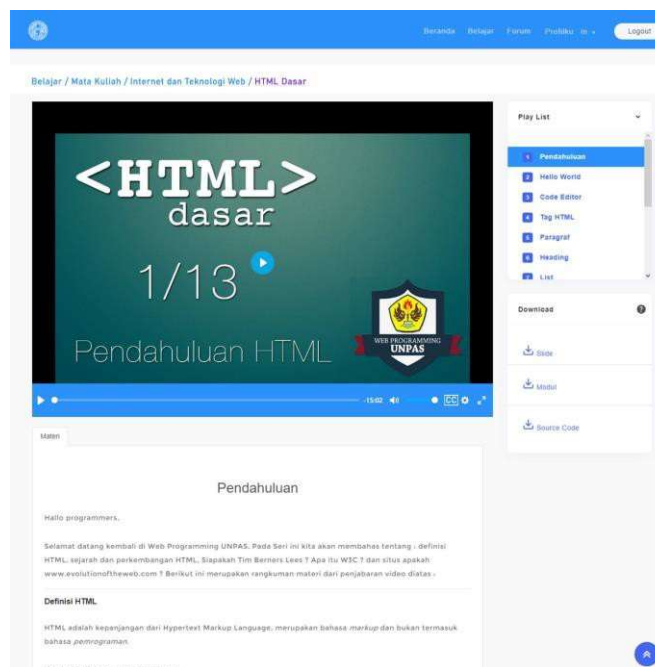 Beranda Belajar Forum Profilku in Logout
Belajar / Mata Kuliah / Internet dan Teknologi Web / HTML Dasar
<HTML>
dasar
1/13
Pendahuluan HTML
WEB PROGRAMMING
UNPAS
-15:02 CC
Play List
1 Pendahuluan
2 Hello World
3 Code Editor
4 Tag HTML
5 Paragraf
6 Heading
7 List
Download
Slide
Modul
Source Code
Materi
Pendahuluan
Hallo programmers,
Selamat datang kembali di Web Programming UNPAS, Pada Seri ini kita akan membahas tentang : definisi
HTML, sejarah dan perkembangan HTML, Siapakah Tim Berners Lees ? Apa itu W3C ? dan situs apakah
www.evolutionoftheweb.com ? Berikut ini merupakan rangkuman materi dari penjabaran video diatas :
Definisi HTML
HTML adalah kepanjangan dari Hypertext Markup Language, merupakan bahasa markup dan bukan termasuk
bahasa pemrograman.